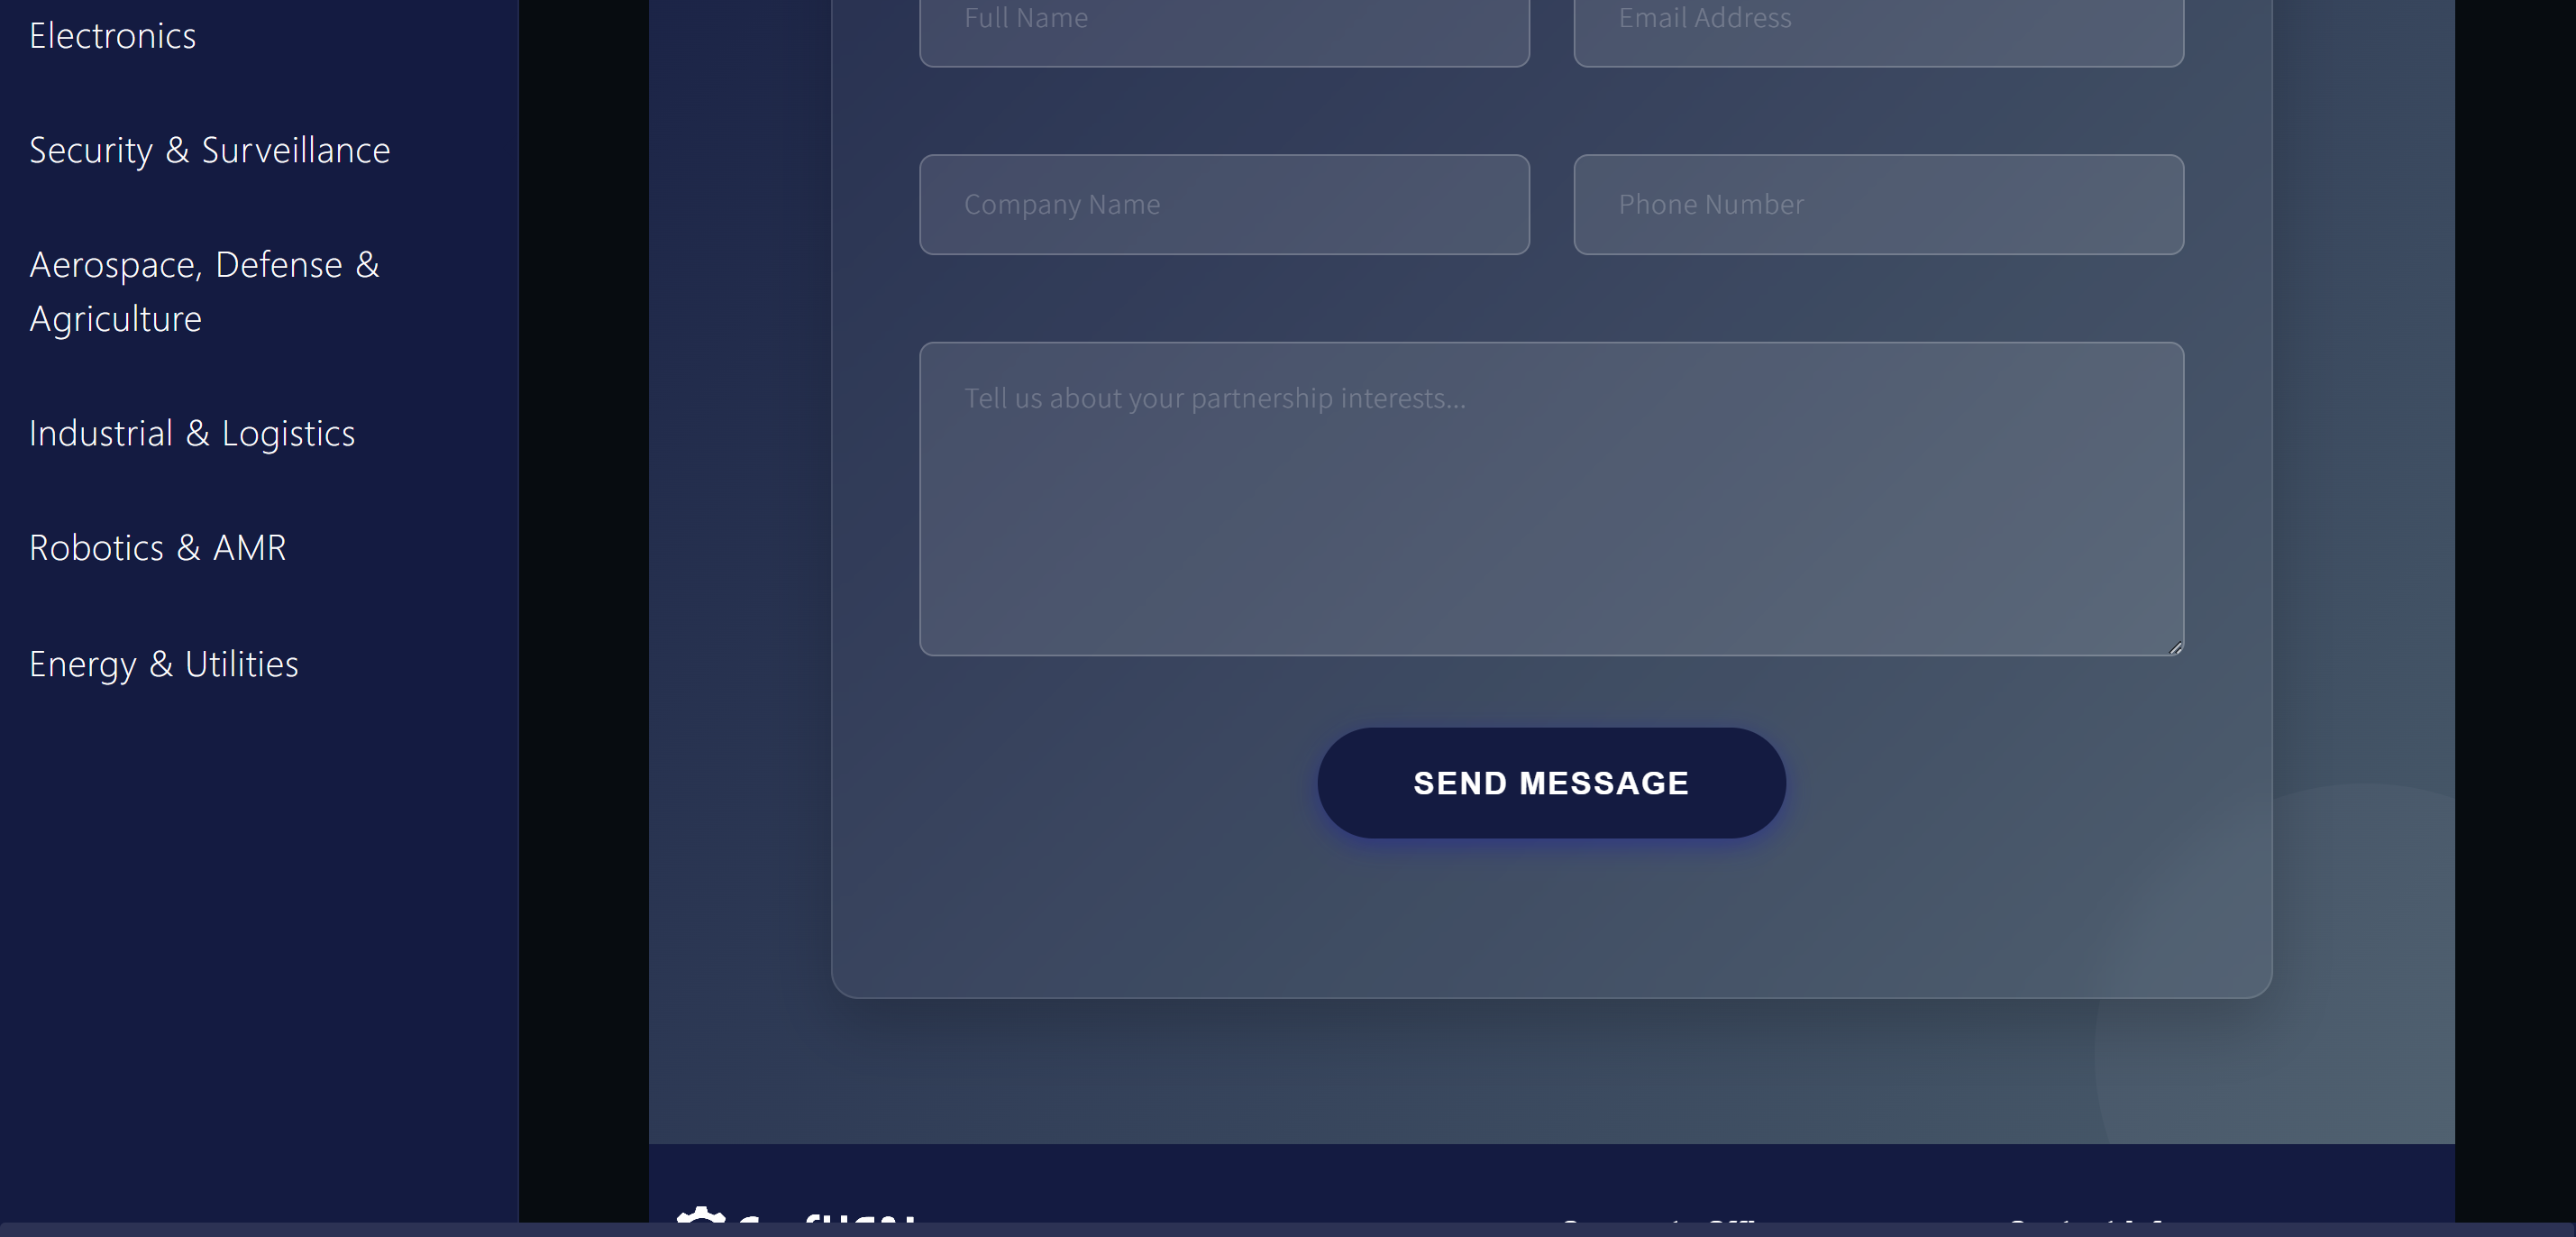 Electronics
Security & Surveillance
Aerospace, Defense &
Agriculture
Industrial & Logistics
Robotics & AMR
Energy & Utilities
Full Name
Email Address
Company Name
Phone Number
Tell us about your partnership interests...
SEND MESSAGE